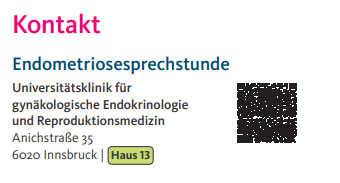 Kontakt
Endometriosesprechstunde
Universitätsklinik für
gynäkologische Endokrinologie
und Reproduktionsmedizin
Anichstraße 35
6020 Innsbruck | Haus 13